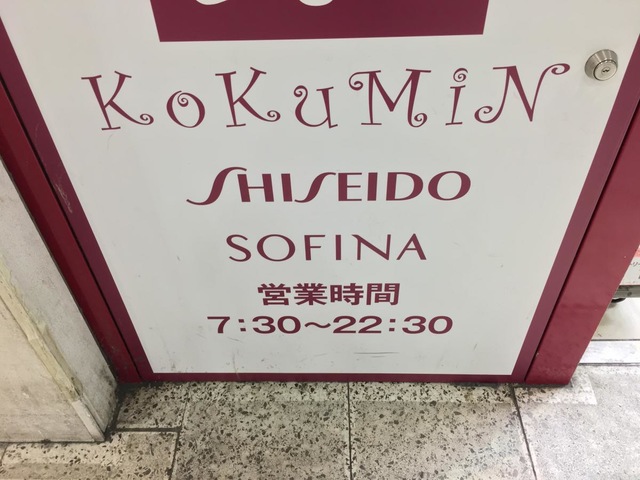 KoKuMiN
SHISEIDO
SOFINA
営業時間
7:30～22:30